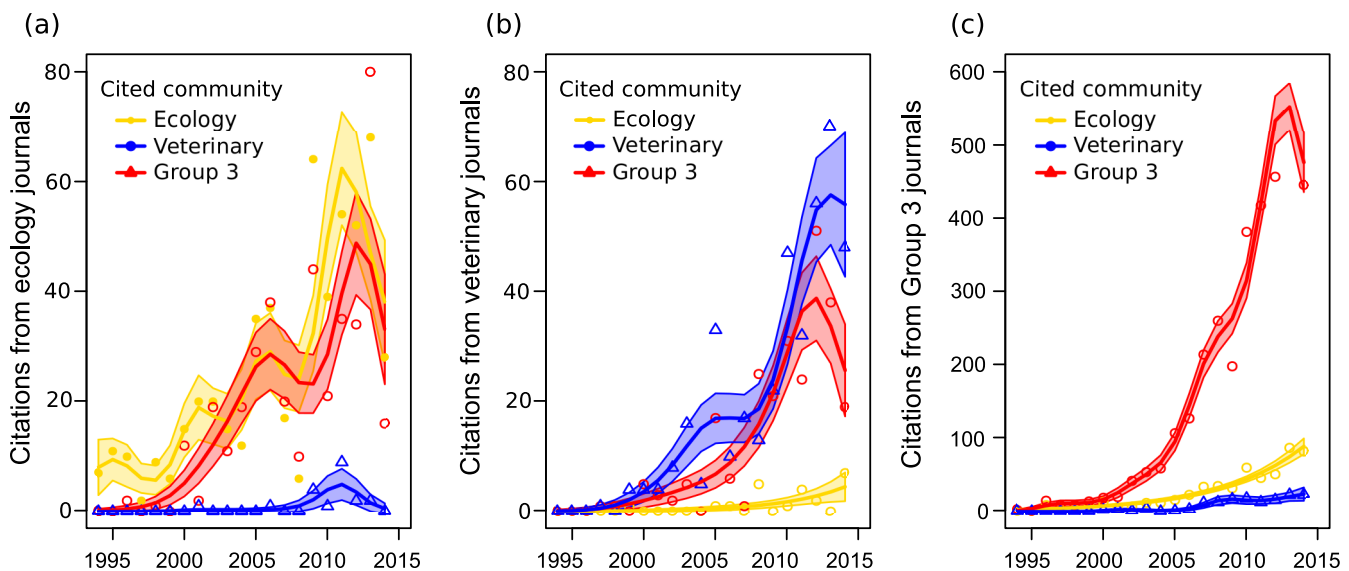 (a)
Citations from ecology journals
80
60
40
20
0
Cited community
Ecology
Veterinary
Group 3
1995 2000 2005 2010 2015
(b)
Citations from veterinary journals
80
60
40
20
0
Cited community
Ecology
Veterinary
Group 3
1995 2000 2005 2010 2015
(c)
Citations from Group 3 journals
600
500
400
300
200
100
0
Cited community
Ecology
Veterinary
Group 3
1995 2000 2005 2010 2015